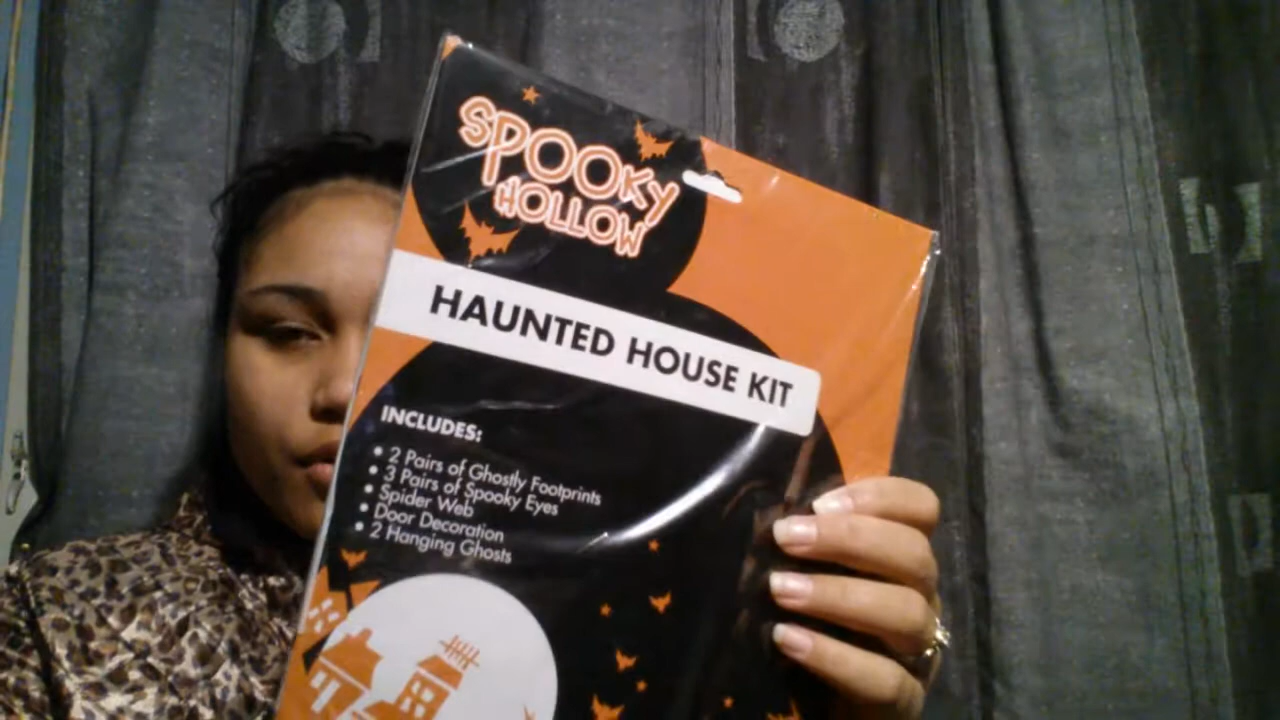 SPOOKY
HOLLOW
HAUNTED HOUSE KIT
INCLUDES:
• 2 Pairs of Ghostly Footprints
• 3 Pairs of Spooky Eyes
• Spider Web
• Door Decoration
• 2 Hanging Ghosts